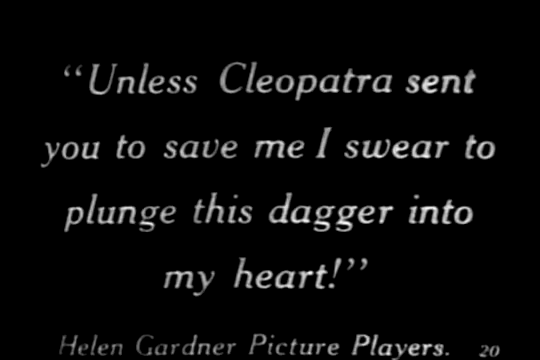 “Unless Cleopatra sent
you to save me I swear to
plunge this dagger into
my heart!”
Helen Gardner Picture Players. 20